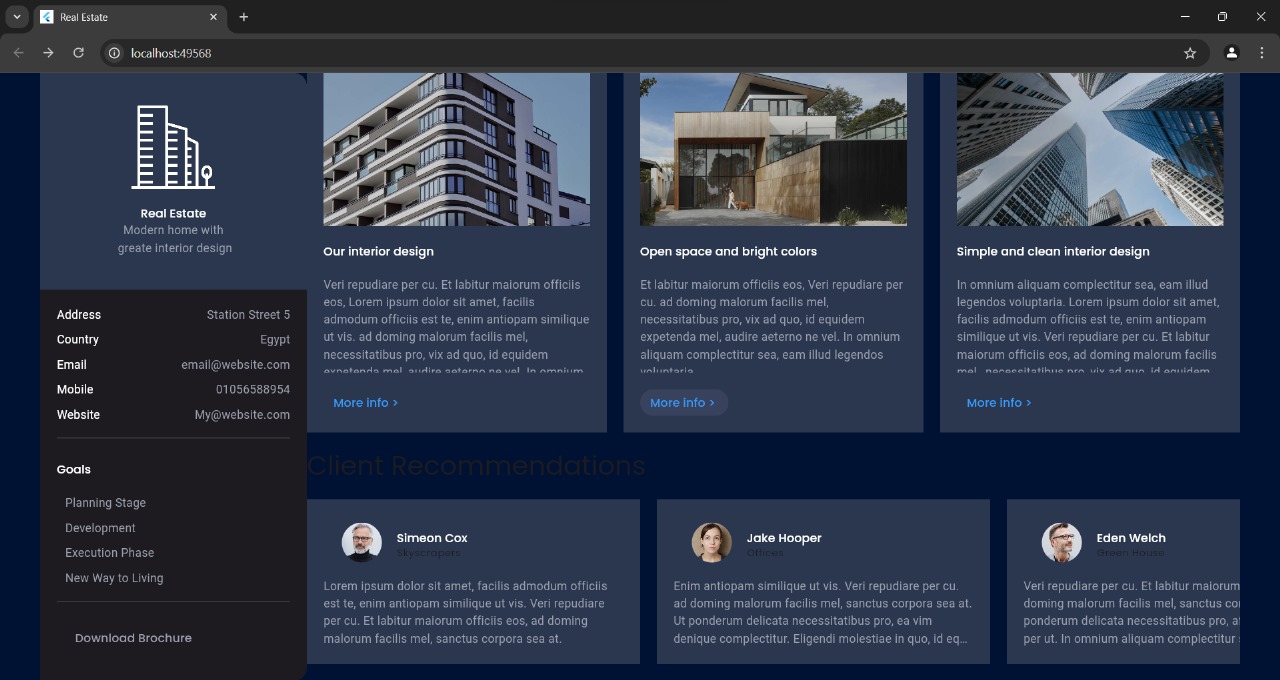 Real Estate
localhost:49568
Real Estate
Modern home with
greate interior design
Address Station Street 5
Country Egypt
Email email@website.com
Mobile 01056588954
Website My@website.com
Goals
Planning Stage
Development
Execution Phase
New Way to Living
Download Brochure
Our interior design
Veri repudiare per cu. Et labitur maiorum officiis
eos, Lorem ipsum dolor sit amet, facilis
admodum officiis est te, enim antiopam similique
ut vis. ad doming malorum facilis mel,
necessitatibus pro, vix ad quo, id equidem
expetenda mel, audire aeterno ne vel. In omnium
More info >
Open space and bright colors
Et labitur maiorum officiis eos, Veri repudiare per
cu. ad doming malorum facilis mel,
necessitatibus pro, vix ad quo, id equidem
expetenda mel, audire aeterno ne vel. In omnium
aliquam complectitur sea, eam illud legendos
voluptaria.
More info >
Simple and clean interior design
In omnium aliquam complectitur sea, eam illud
legendos voluptaria. Lorem ipsum dolor sit amet,
facilis admodum officiis est te, enim antiopam
similique ut vis. Veri repudiare per cu. Et labitur
maiorum officiis eos, ad doming malorum facilis
mel, necessitatibus pro, vix ad quo, id equidem
More info >
Client Recommendations
Simeon Cox
Skyscrapers
Lorem ipsum dolor sit amet, facilis admodum officiis
est te, enim antiopam similique ut vis. Veri repudiare
per cu. Et labitur maiorum officiis eos, ad doming
malorum facilis mel, sanctus corpora sea at.
Jake Hooper
Offices
Enim antiopam similique ut vis. Veri repudiare per cu.
ad doming malorum facilis mel, sanctus corpora sea at.
Ut ponderum delicata necessitatibus pro, ea vim
denique complectitur. Eligendi molestiae in quo, id eq...
Eden Welch
Green House
Veri repudiare per cu. Et labitur maiorum
doming malorum facilis mel, sanctus cor
ponderum delicata necessitatibus pro, a
per ut. In omnium aliquam complectitur